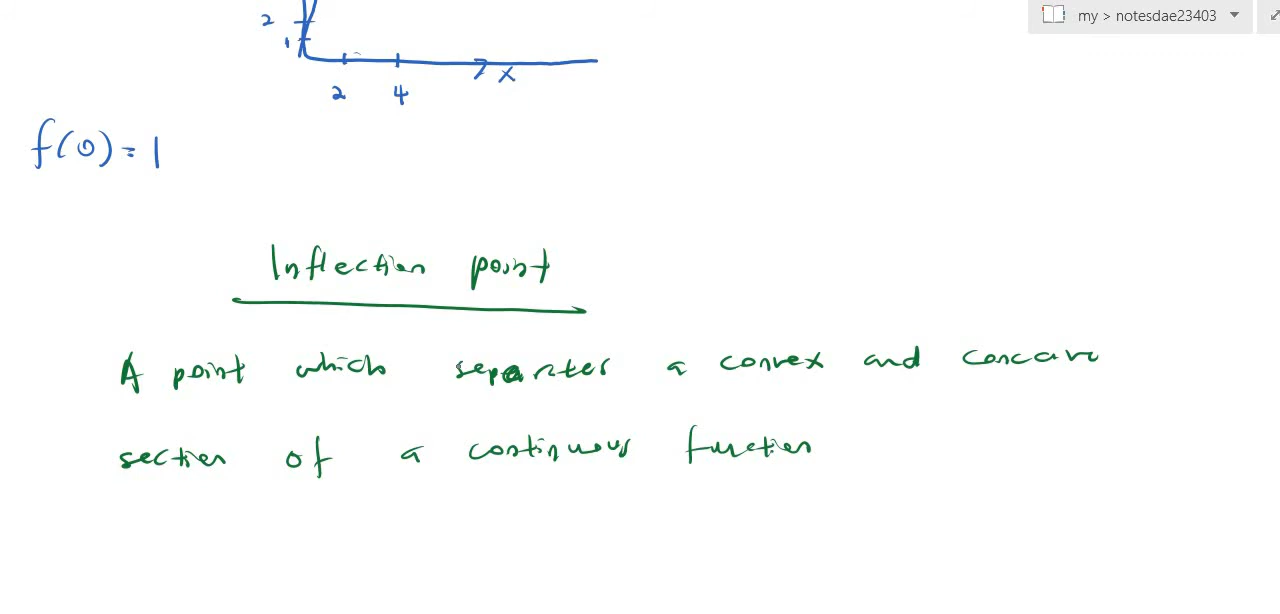 2
my > notesdae23403
1
x
2 4
f(0) = 1
Inflection point
A point which separates a convex and concave
section of a continuous function